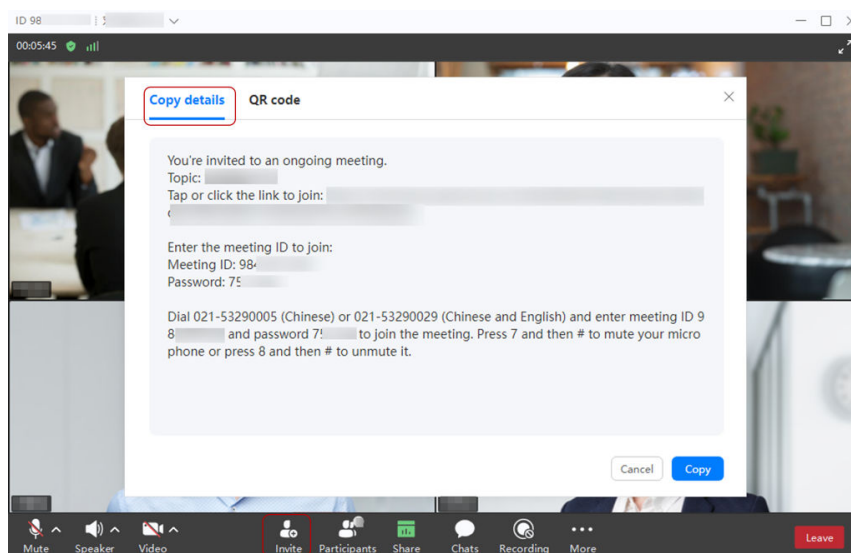 ID 98
00:05:45
Copy details QR code
You're invited to an ongoing meeting.
Topic:
Tap or click the link to join:
Enter the meeting ID to join:
Meeting ID: 98
Password: 75
Dial 021-53290005 (Chinese) or 021-53290029 (Chinese and English) and enter meeting ID 9
8 and password 7 to join the meeting. Press 7 and then # to mute your micro
phone or press 8 and then # to unmute it.
Cancel Copy
Mute Speaker Video Invite Participants Share Chats Recording More Leave